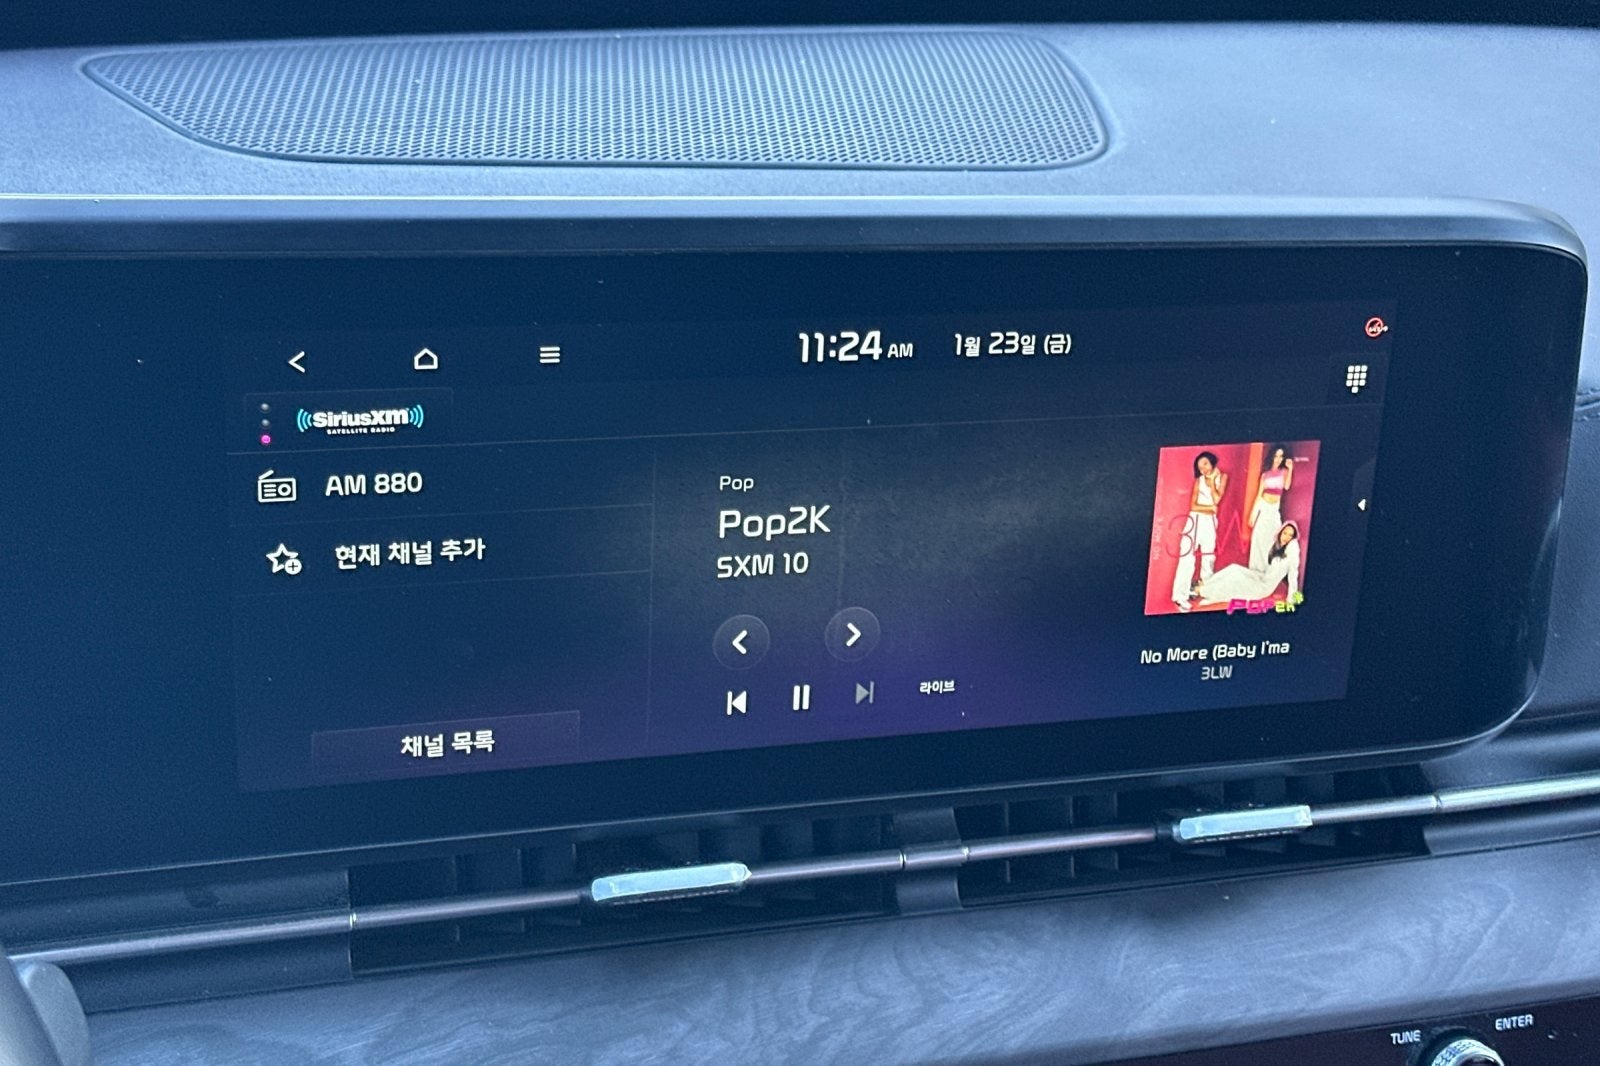 11:24 AM 1월 23일 (금)
SiriusXM
SATELLITE RADIO
AM 880
현재 채널 추가
채널 목록
Pop
Pop2K
SXM 10
라이브
3LW
POP2K
No More (Baby I'ma
3LW
TUNE
ENTER